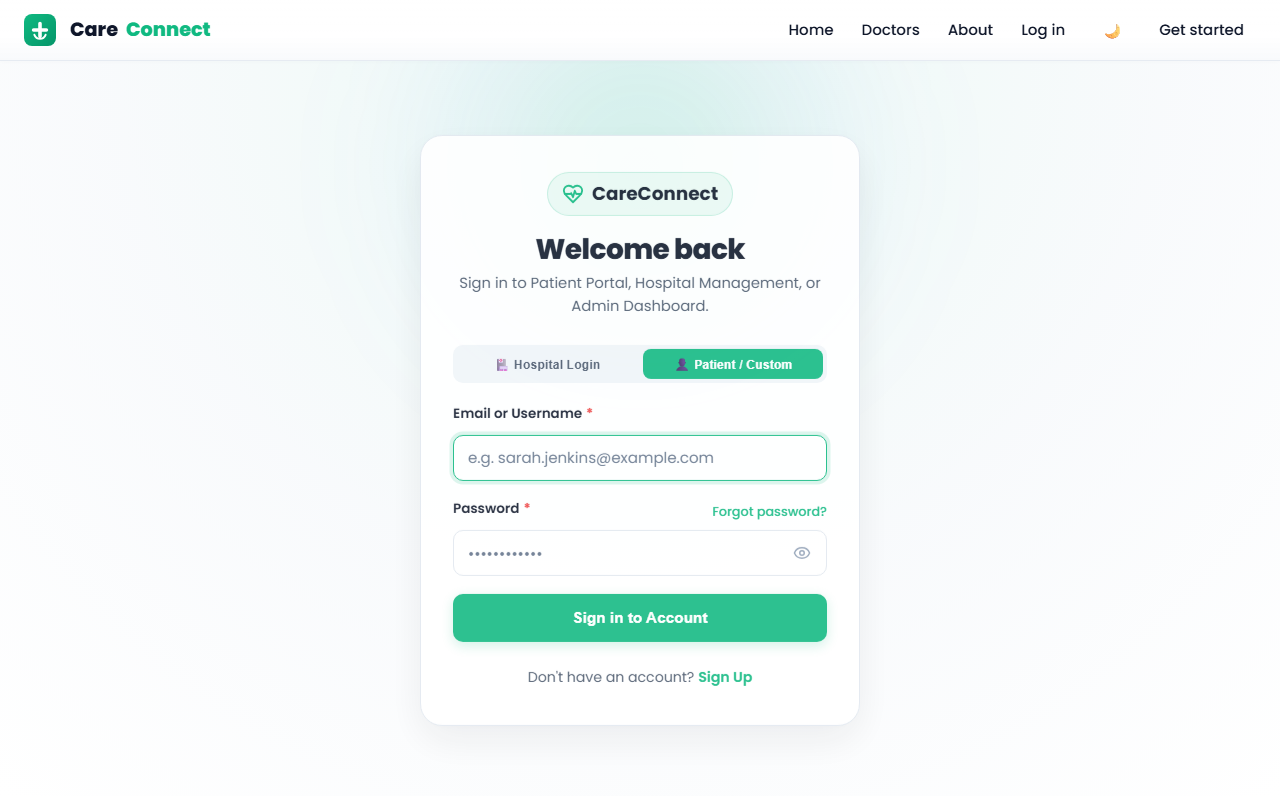 Care Connect
Home
Doctors
About
Log in
Get started
CareConnect
Welcome back
Sign in to Patient Portal, Hospital Management, or
Admin Dashboard.
Hospital Login
Patient / Custom
Email or Username *
e.g. sarah.jenkins@example.com
Password *
Forgot password?
••••••••••••
Sign in to Account
Don't have an account? Sign Up